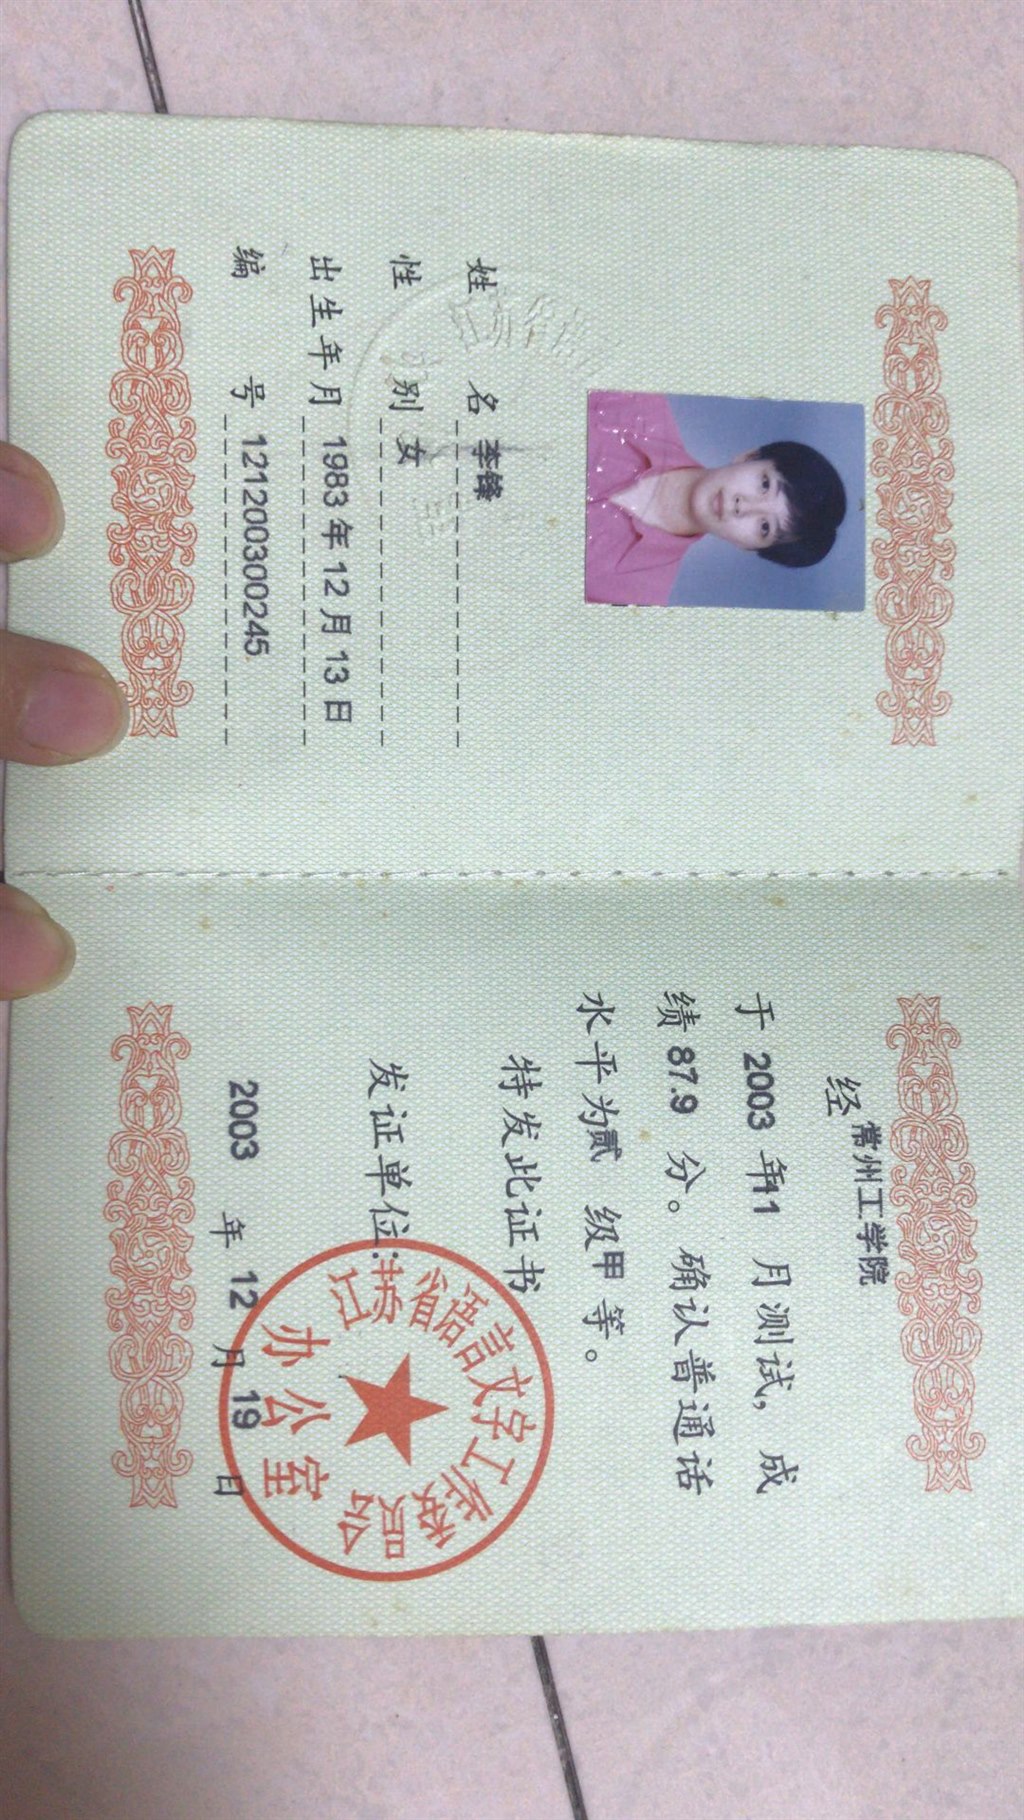 姓 名 李锋
性 别 女
出生年月 1983年12月13日
编 号 121200300245
经 常州工学院
于 2003 年11 月测试，成
绩 87.9 分。确认普通话
水平为贰 级甲 等。
特发此证书
发证单位:
江苏省语言文字工作委员会
办公室
2003 年 12 月 19 日